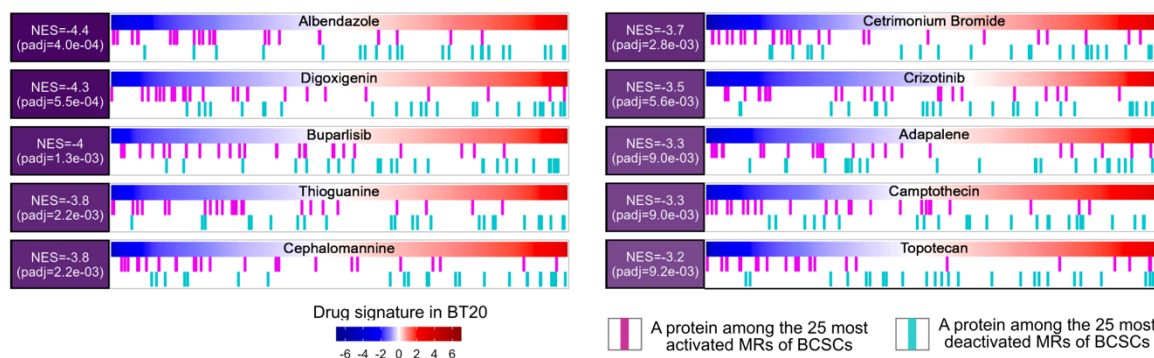 NES=-4.4
(padj=4.0e-04)
Albendazole
NES=-4.3
(padj=5.5e-04)
Digoxigenin
NES=-4
(padj=1.3e-03)
Buparlisib
NES=-3.8
(padj=2.2e-03)
Thioguanine
NES=-3.8
(padj=2.2e-03)
Cephalomannine
Drug signature in BT20
-6 -4 -2 0 2 4 6
NES=-3.7
(padj=2.8e-03)
Cetrimonium Bromide
NES=-3.5
(padj=5.6e-03)
Crizotinib
NES=-3.3
(padj=9.0e-03)
Adapalene
NES=-3.3
(padj=9.0e-03)
Camptothecin
NES=-3.2
(padj=9.2e-03)
Topotecan
A protein among the 25 most
activated MRs of BCSCs
A protein among the 25 most
deactivated MRs of BCSCs